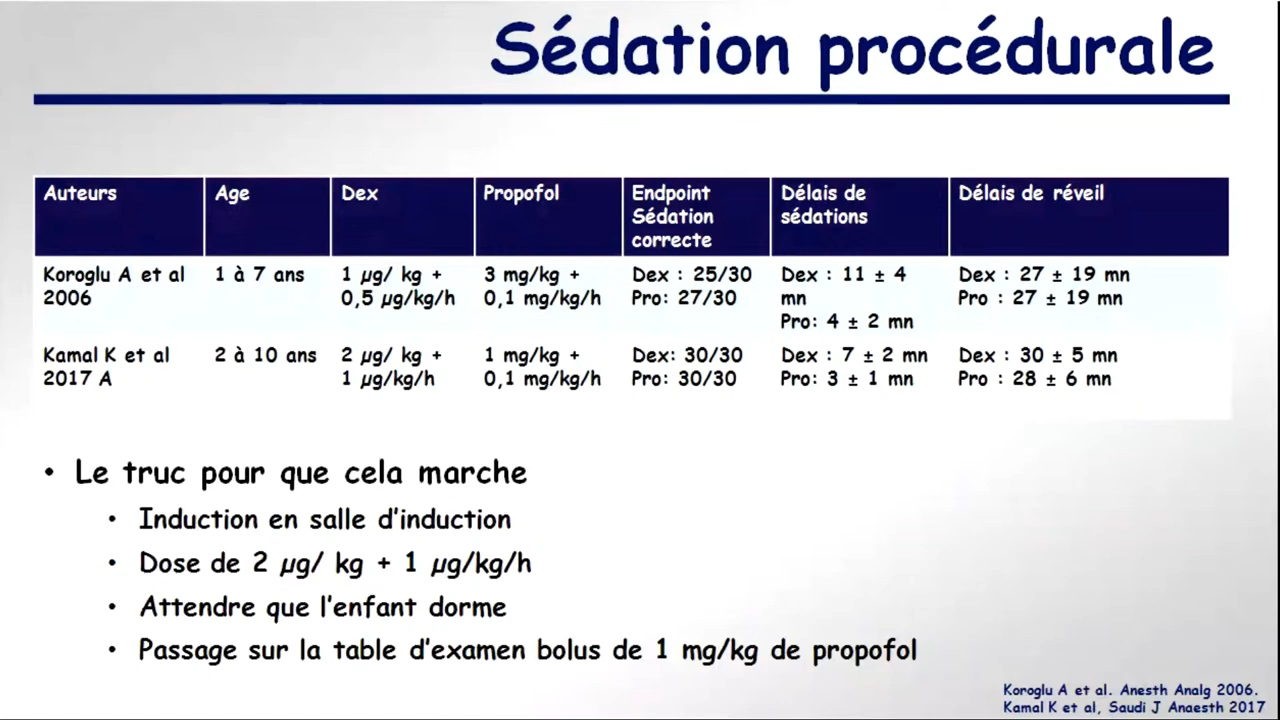 Sédation procédurale
Auteurs
Age
Dex
Propofol
Endpoint
Sédation
correcte
Délais de
sédations
Délais de réveil
Koroglu A et al
2006
1 à 7 ans
1 µg/ kg +
0,5 µg/kg/h
3 mg/kg +
0,1 mg/kg/h
Dex : 25/30
Pro: 27/30
Dex : 11 ± 4
mn
Pro: 4 ± 2 mn
Dex : 27 ± 19 mn
Pro : 27 ± 19 mn
Kamal K et al
2017 A
2 à 10 ans
2 µg/ kg +
1 µg/kg/h
1 mg/kg +
0,1 mg/kg/h
Dex: 30/30
Pro: 30/30
Dex : 7 ± 2 mn
Pro: 3 ± 1 mn
Dex : 30 ± 5 mn
Pro : 28 ± 6 mn
• Le truc pour que cela marche
• Induction en salle d'induction
• Dose de 2 µg/ kg + 1 µg/kg/h
• Attendre que l'enfant dorme
• Passage sur la table d'examen bolus de 1 mg/kg de propofol
Koroglu A et al. Anesth Analg 2006.
Kamal K et al, Saudi J Anaesth 2017